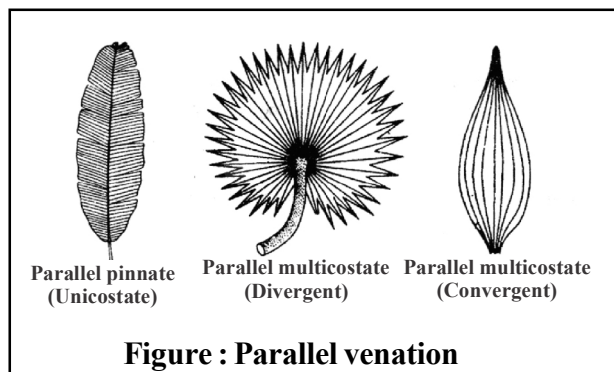 Parallel pinnate
(Unicostate)
Parallel multicostate
(Divergent)
Parallel multicostate
(Convergent)
Figure : Parallel venation